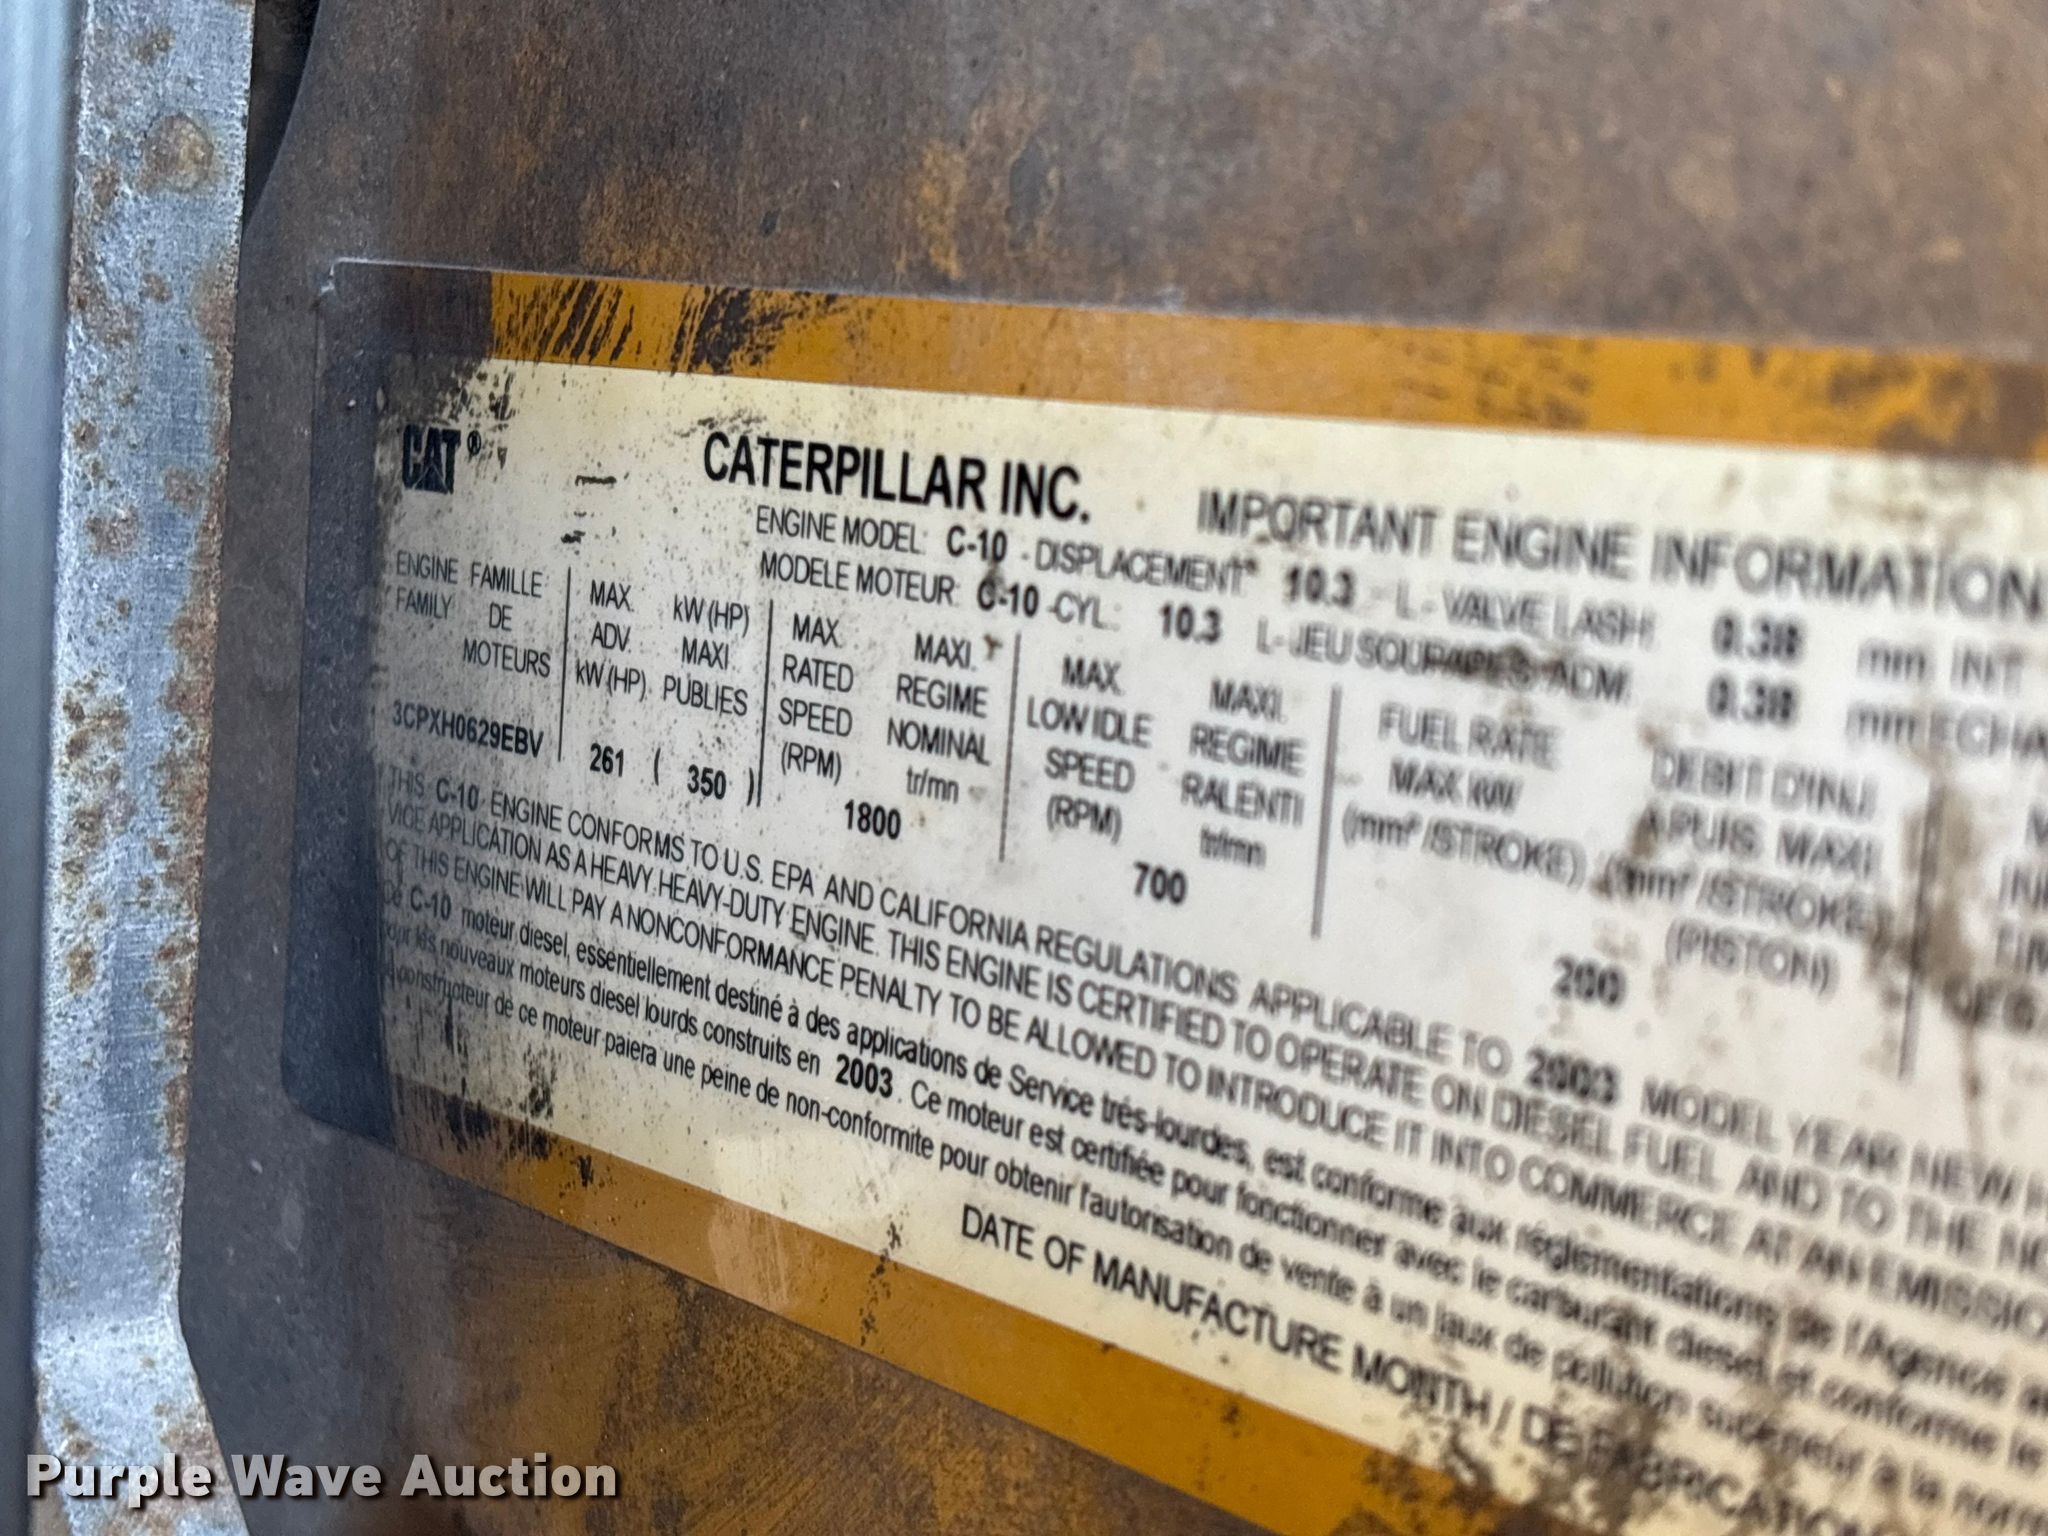 CAT®
CATERPILLAR INC.
IMPORTANT ENGINE INFORMATION
ENGINE MODEL: C-10 - DISPLACEMENT: 10.3 L - VALVE LASH: 0.38 mm INT
MODELE MOTEUR: C-10 -CYL: 10.3 L- JEU SOUPAPES ADM. 0.38 mm ECHA
ENGINE FAMILY
FAMILLE DE MOTEURS
3CPXH0629EBV
MAX. ADV. kW(HP)
kW(HP) MAXI PUBLIES
261 ( 350 )
MAX. RATED SPEED (RPM)
MAXI. REGIME NOMINAL tr/mn
1800
MAX. LOW IDLE SPEED (RPM)
MAXI. REGIME RALENTI tr/mn
700
FUEL RATE MAX. kW (mm³ /STROKE)
DEBIT D'INJ. A PUIS. MAXI (mm³ /STROKE) (PISTON)
200
THIS C-10 ENGINE CONFORMS TO U.S. EPA AND CALIFORNIA REGULATIONS APPLICABLE TO 2003 MODEL YEAR NEW H
VICE APPLICATION AS A HEAVY HEAVY-DUTY ENGINE. THIS ENGINE IS CERTIFIED TO OPERATE ON DIESEL FUEL AND TO THE
OF THIS ENGINE WILL PAY A NONCONFORMANCE PENALTY TO BE ALLOWED TO INTRODUCE IT INTO COMMERCE AT AN EMISSIO
Ce C-10 moteur diesel, essentiellement destiné à des applications de Service très-lourdes, est conforme aux réglementations de l'Agence
pour les nouveaux moteurs diesel lourds construits en 2003. Ce moteur est certifiée pour fonctionner avec le carburant diesel et conforme le
constructeur de ce moteur paiera une peine de non-conformite pour obtenir l'autorisation de vente à un taux de pollution superieur à la norm
DATE OF MANUFACTURE MONTH / DE FABRICATION
Purple Wave Auction